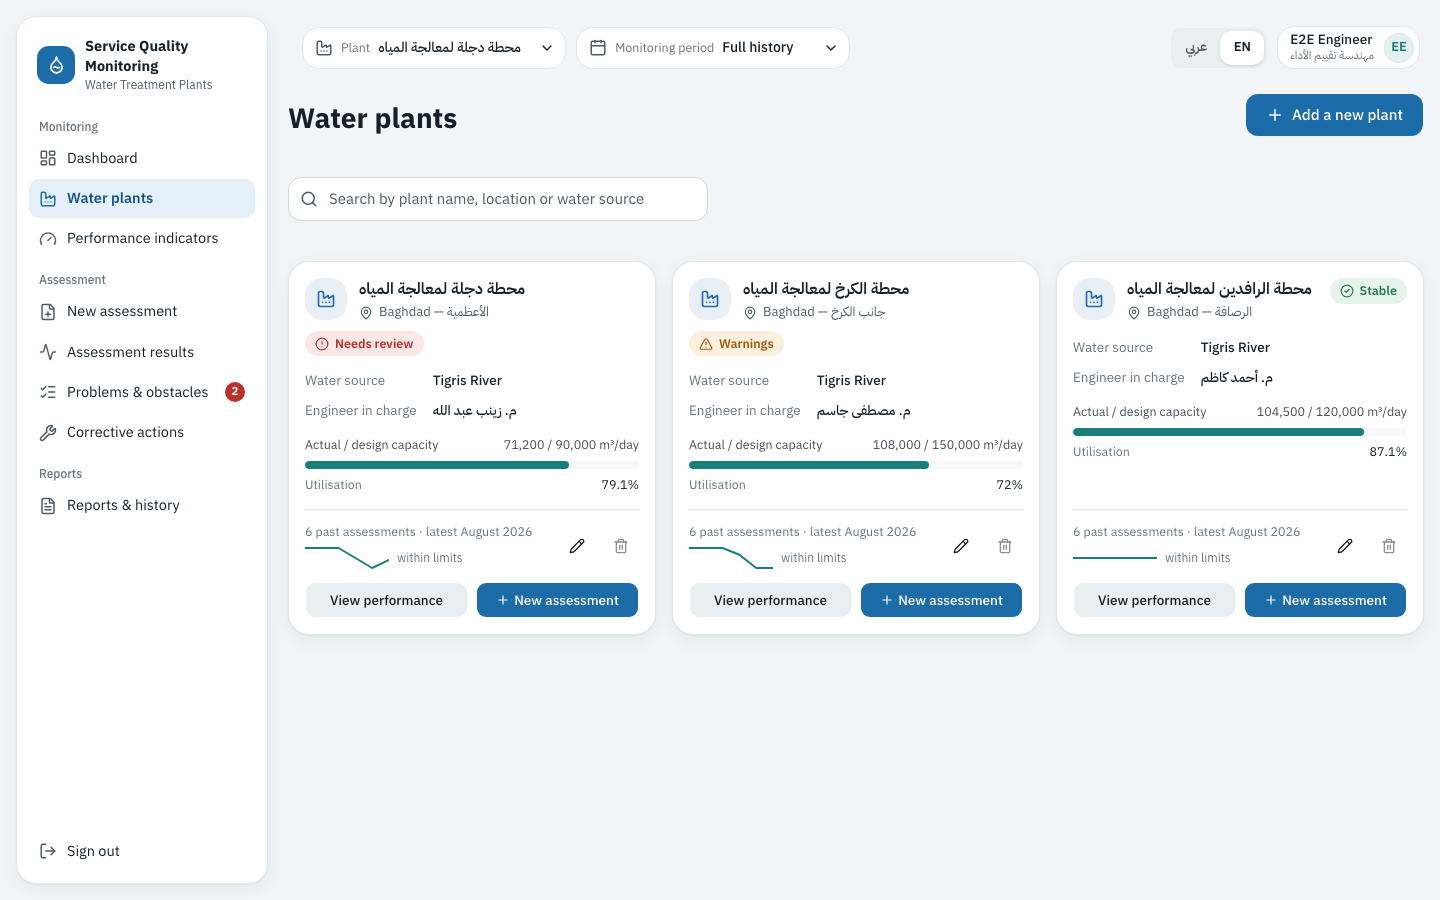 Service Quality
Monitoring
Water Treatment Plants
Monitoring
Dashboard
Water plants
Performance indicators
Assessment
New assessment
Assessment results
Problems & obstacles 2
Corrective actions
Reports
Reports & history
Sign out
Plant محطة دجلة لمعالجة المياه
Monitoring period Full history
عربي EN
E2E Engineer
مهندسة تقييم الأداء
EE
Water plants
Add a new plant
Search by plant name, location or water source
محطة دجلة لمعالجة المياه
Baghdad — الأعظمية
Needs review
Water source Tigris River
Engineer in charge م. زينب عبد الله
Actual / design capacity 71,200 / 90,000 m³/day
Utilisation 79.1%
6 past assessments · latest August 2026
within limits
View performance New assessment
محطة الكرخ لمعالجة المياه
Baghdad — جانب الكرخ
Warnings
Water source Tigris River
Engineer in charge م. مصطفى جاسم
Actual / design capacity 108,000 / 150,000 m³/day
Utilisation 72%
6 past assessments · latest August 2026
within limits
View performance New assessment
محطة الرافدين لمعالجة المياه
Stable
Baghdad — الرصافة
Water source Tigris River
Engineer in charge م. أحمد كاظم
Actual / design capacity 104,500 / 120,000 m³/day
Utilisation 87.1%
6 past assessments · latest August 2026
within limits
View performance New assessment